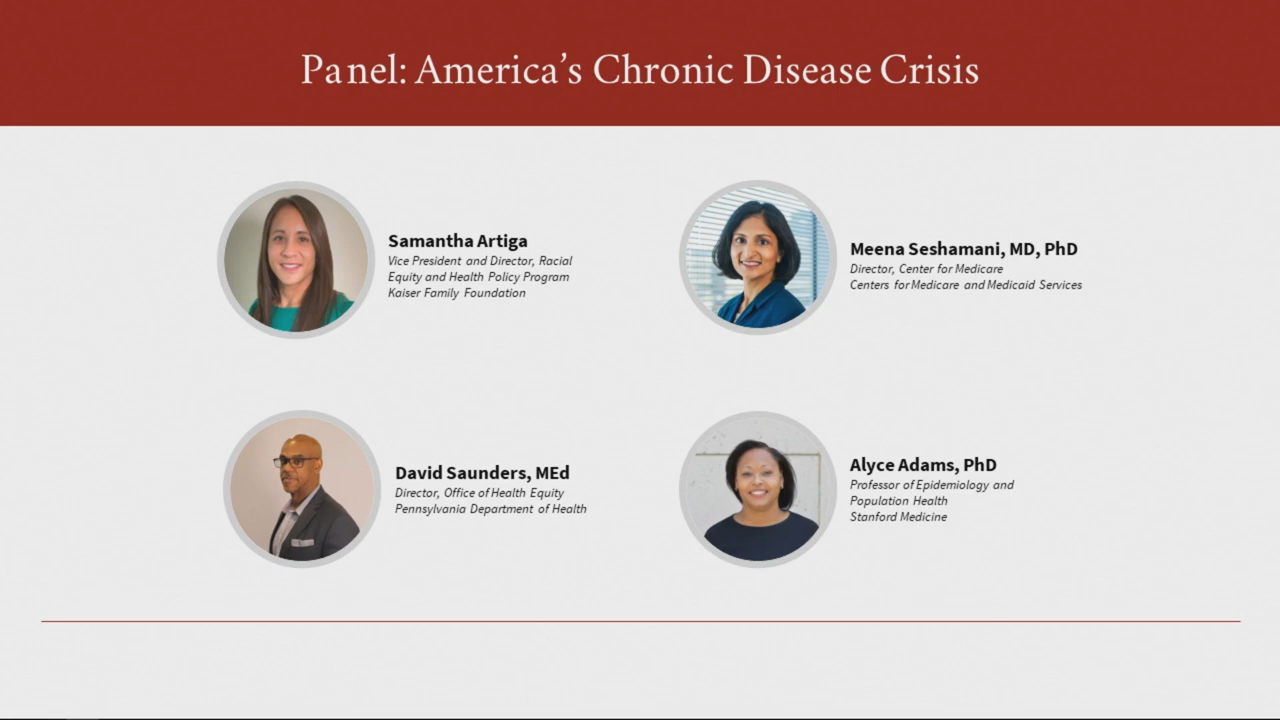 Panel: America’s Chronic Disease Crisis
Samantha Artiga
Vice President and Director, Racial
Equity and Health Policy Program
Kaiser Family Foundation
Meena Seshamani, MD, PhD
Director, Center for Medicare
Centers for Medicare and Medicaid Services
David Saunders, MEd
Director, Office of Health Equity
Pennsylvania Department of Health
Alyce Adams, PhD
Professor of Epidemiology and
Population Health
Stanford Medicine